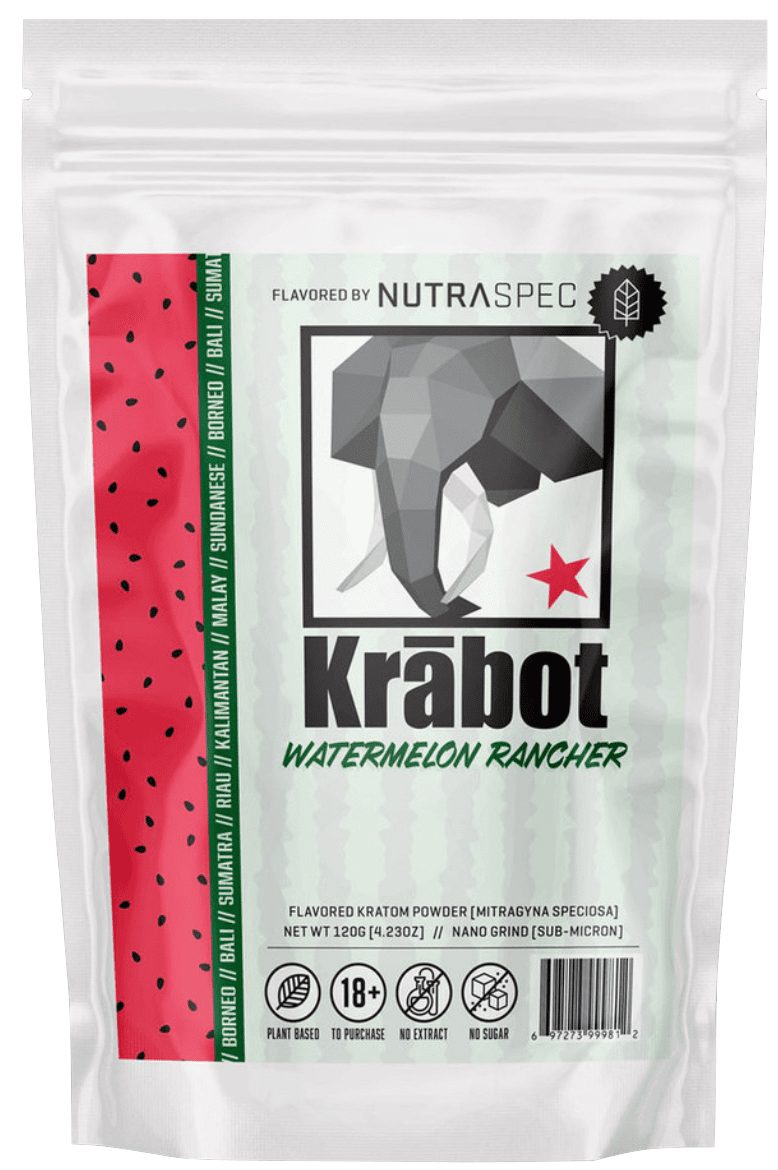 FLAVORED BY NUTRASPEC
Krābot
WATERMELON RANCHER
FLAVORED KRATOM POWDER [MITRAGYNA SPECIOSA]
NET WT 120G [4.23OZ] // NANO GRIND [SUB-MICRON]
18+
PLANT BASED
TO PURCHASE
NO EXTRACT
NO SUGAR
6 97273 99981 2
// BORNEO // BALI // SUMATRA // RIAU // KALIMANTAN // MALAY // SUNDANESE // BORNEO // BALI // SUMAT